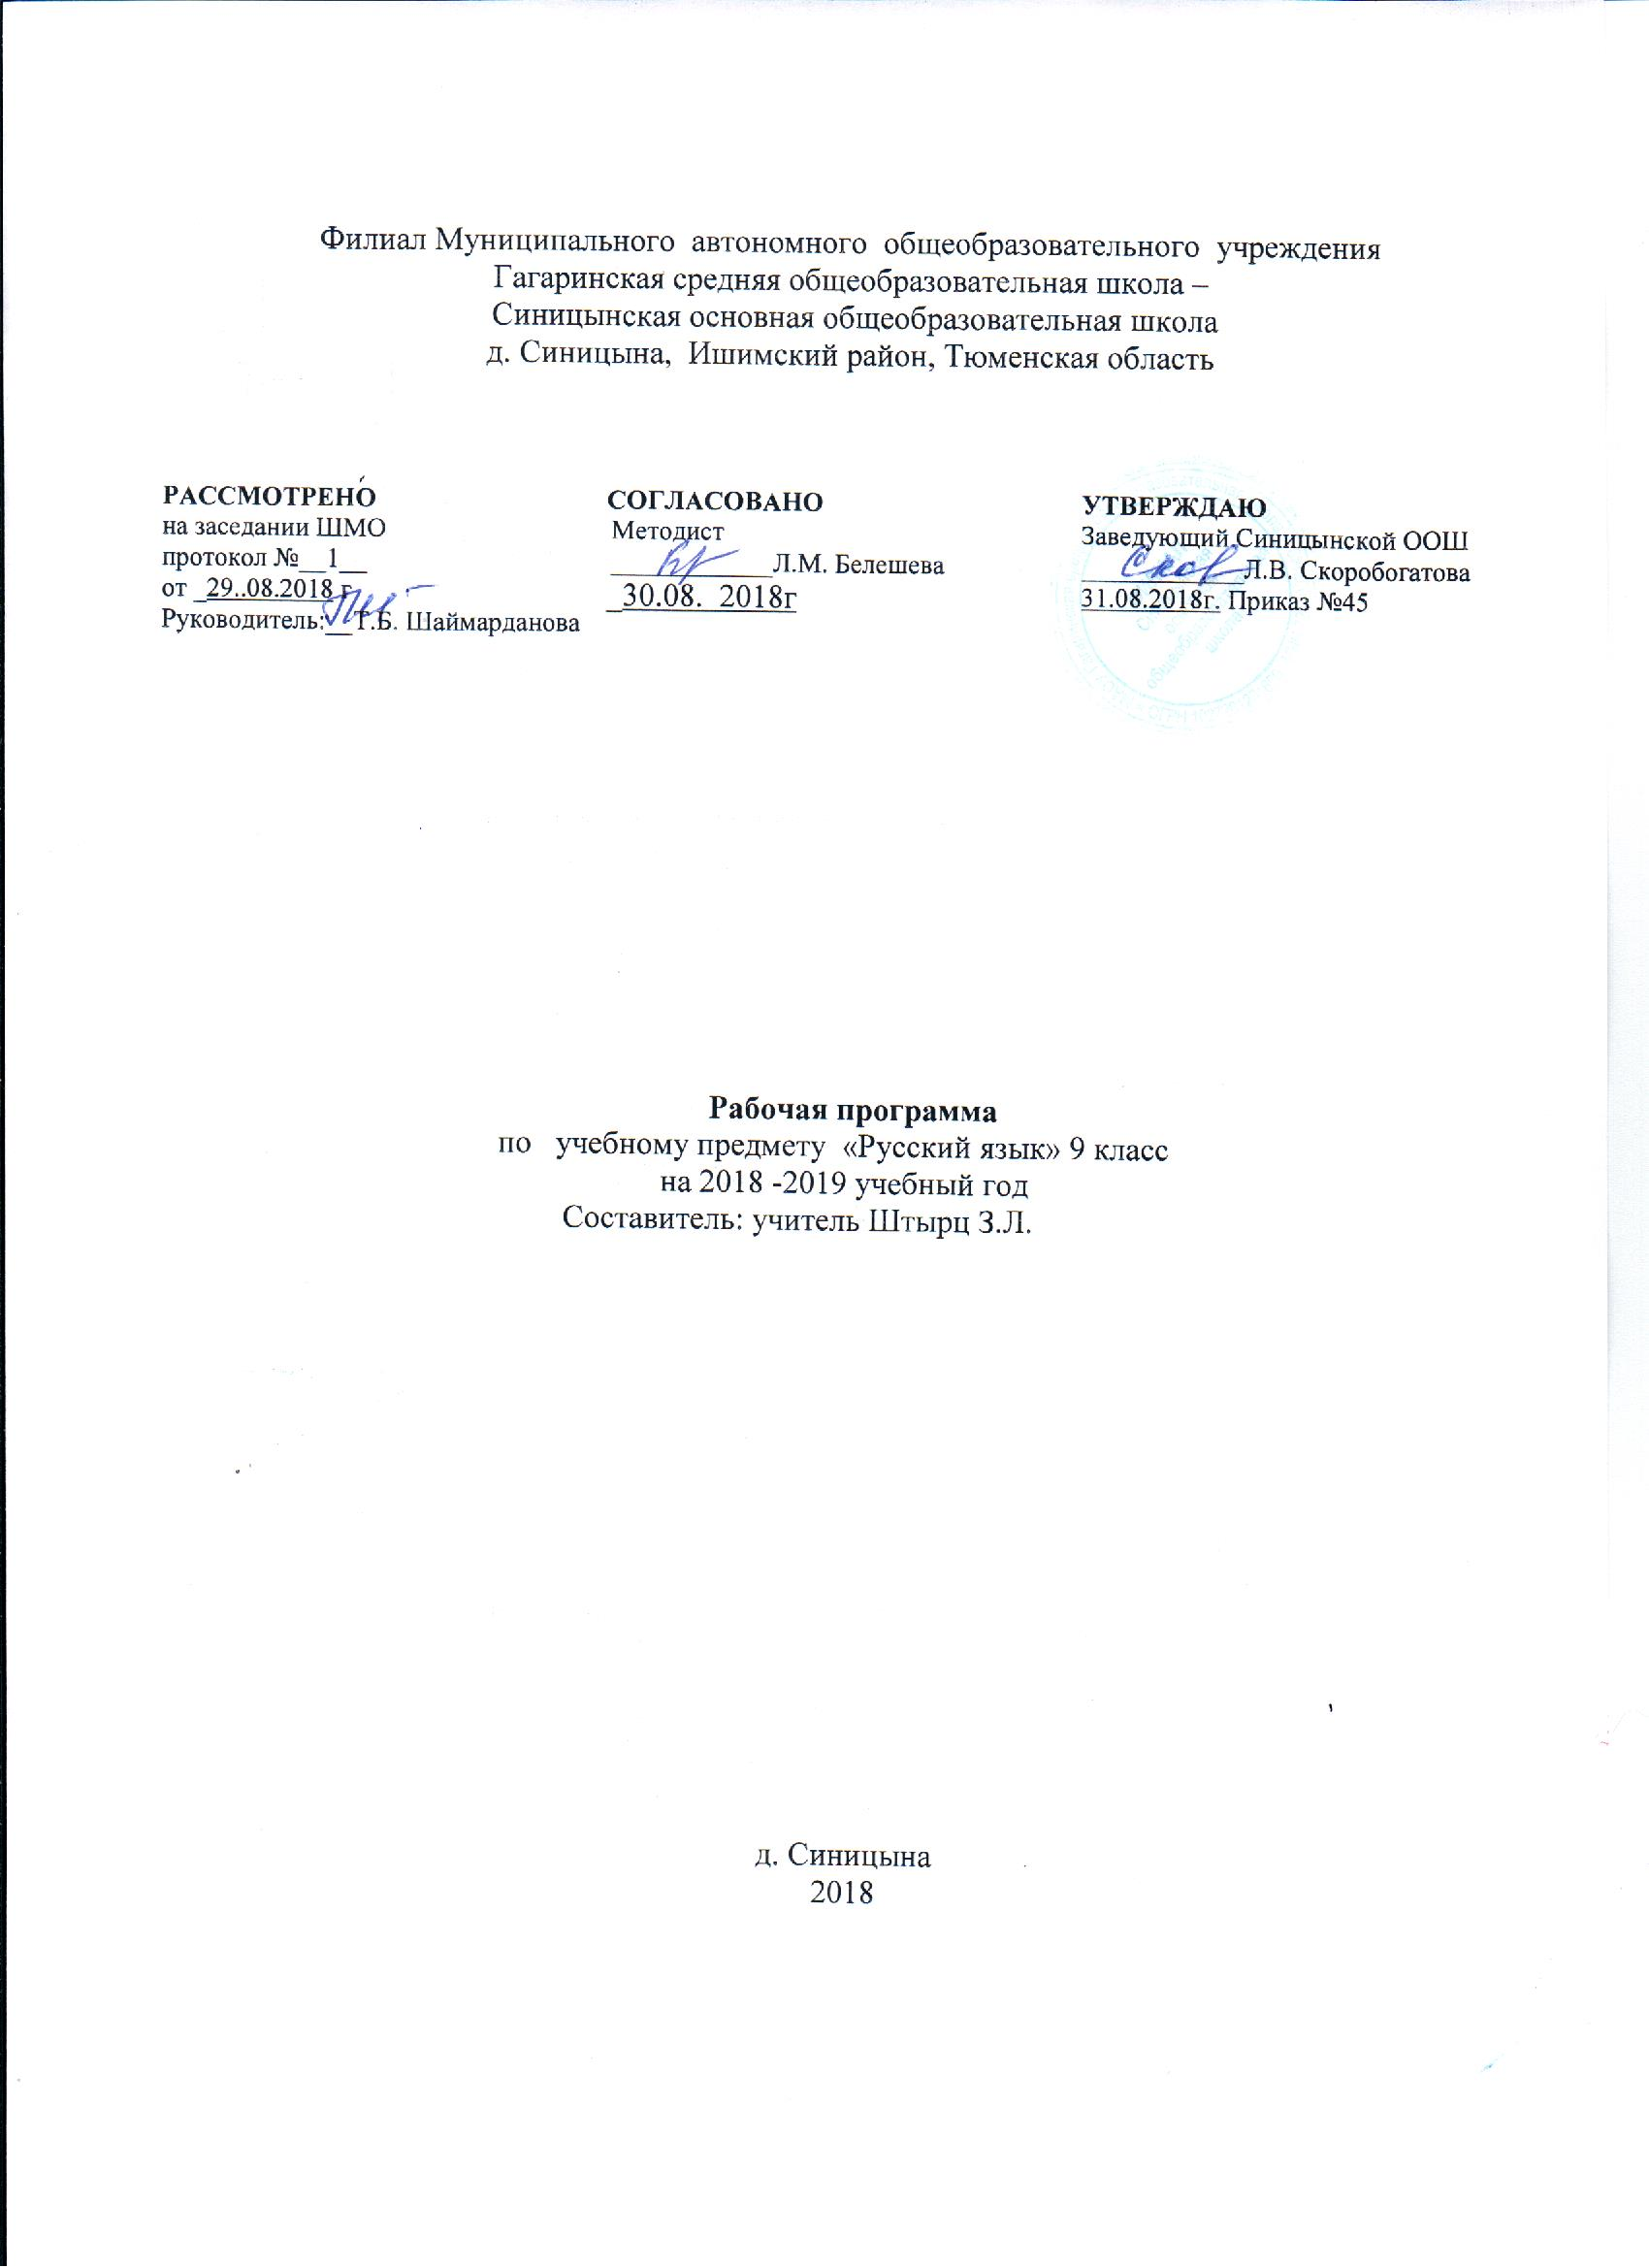 Филиал Муниципального  автономного  общеобразовательного  учреждения
Гагаринская средняя общеобразовательная школа –
Синицынская основная общеобразовательная школа
д. Синицына,  Ишимский район, Тюменская область
РАССМОТРЕНО
на заседании ШМО
протокол №__1__
от _29..08.2018 г
Руководитель:__Т.Б. Шаймарданова
СОГЛАСОВАНО
Методист
____________Л.М. Белешева
_30.08.  2018г
УТВЕРЖДАЮ
Заведующий Синицынской ООШ
____________Л.В. Скоробогатова
31.08.2018г. Приказ №45
Рабочая программа
по   учебному предмету  «Русский язык» 9 класс
на 2018 -2019 учебный год
Составитель: учитель Штырц З.Л.
д. Синицына
2018